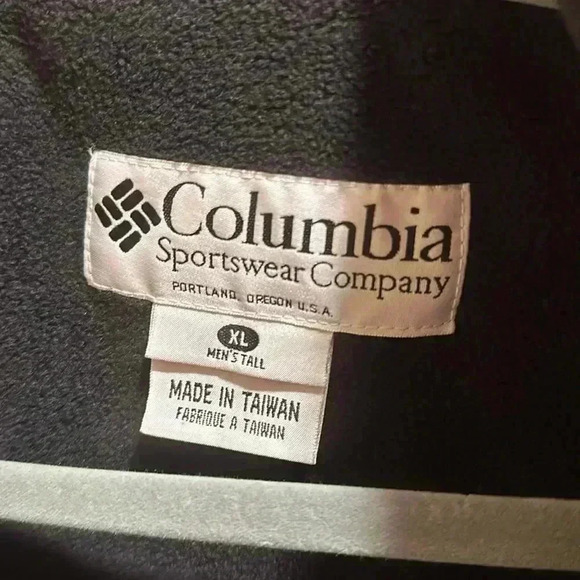 Columbia
Sportswear Company
PORTLAND, OREGON U.S.A.
XL
MEN'S TALL
MADE IN TAIWAN
FABRIQUE A TAIWAN